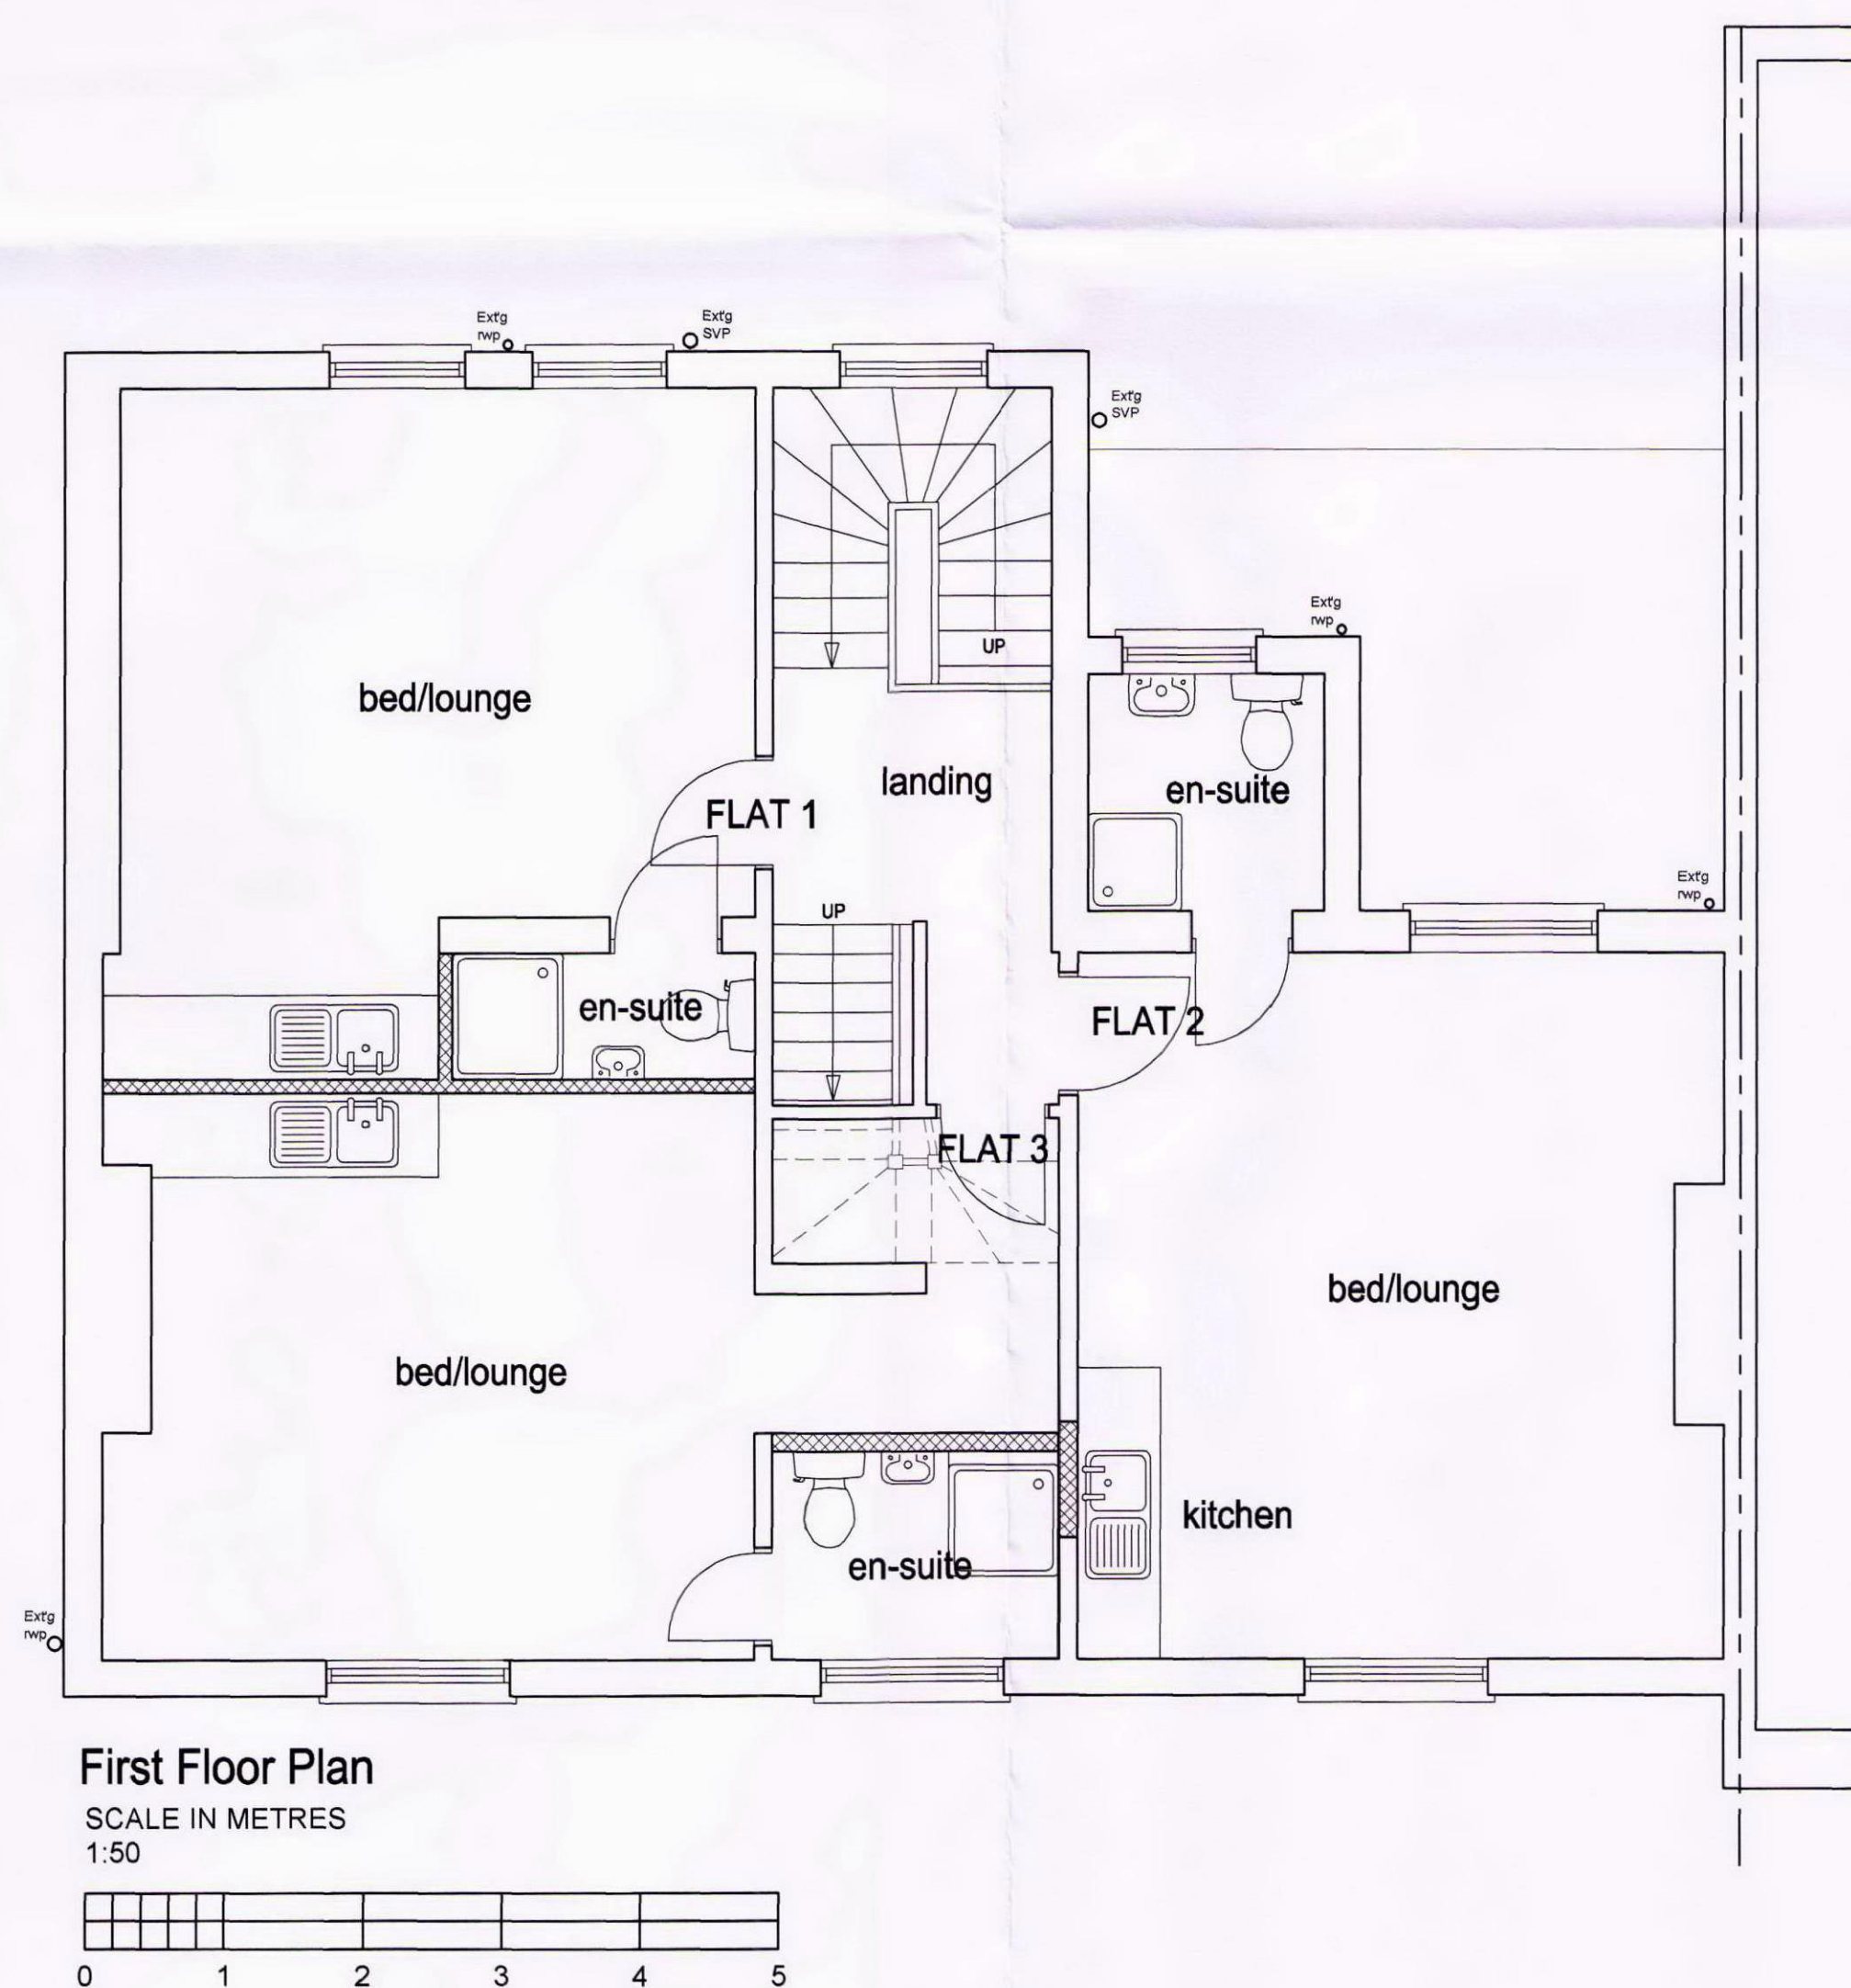 Ext'g
rwp
Ext'g
SVP
Ext'g
SVP
Ext'g
rwp
UP
bed/lounge
landing
en-suite
FLAT 1
Ext'g
rwp
UP
en-suite
FLAT 2
FLAT 3
bed/lounge
bed/lounge
kitchen
en-suite
Ext'g
rwp
First Floor Plan
SCALE IN METRES
1:50
0 1 2 3 4 5